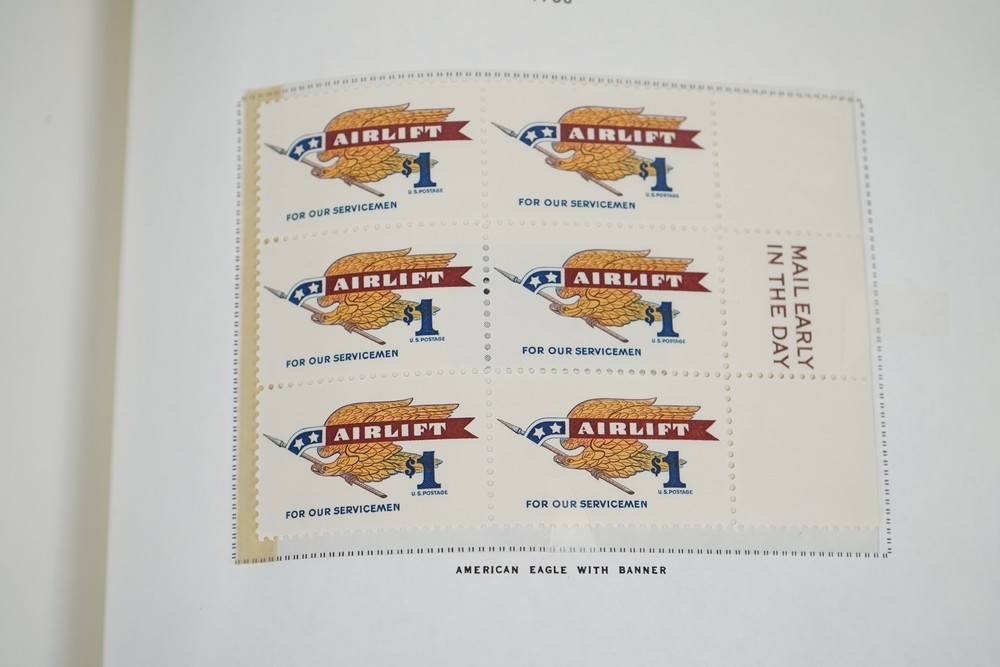 AIRLIFT
$1
U.S. POSTAGE
FOR OUR SERVICEMEN
AIRLIFT
$1
U.S. POSTAGE
FOR OUR SERVICEMEN
AIRLIFT
$1
U.S. POSTAGE
FOR OUR SERVICEMEN
AIRLIFT
$1
U.S. POSTAGE
FOR OUR SERVICEMEN
MAIL EARLY
IN THE DAY
AIRLIFT
$1
U.S. POSTAGE
FOR OUR SERVICEMEN
AIRLIFT
$1
U.S. POSTAGE
FOR OUR SERVICEMEN
AMERICAN EAGLE WITH BANNER